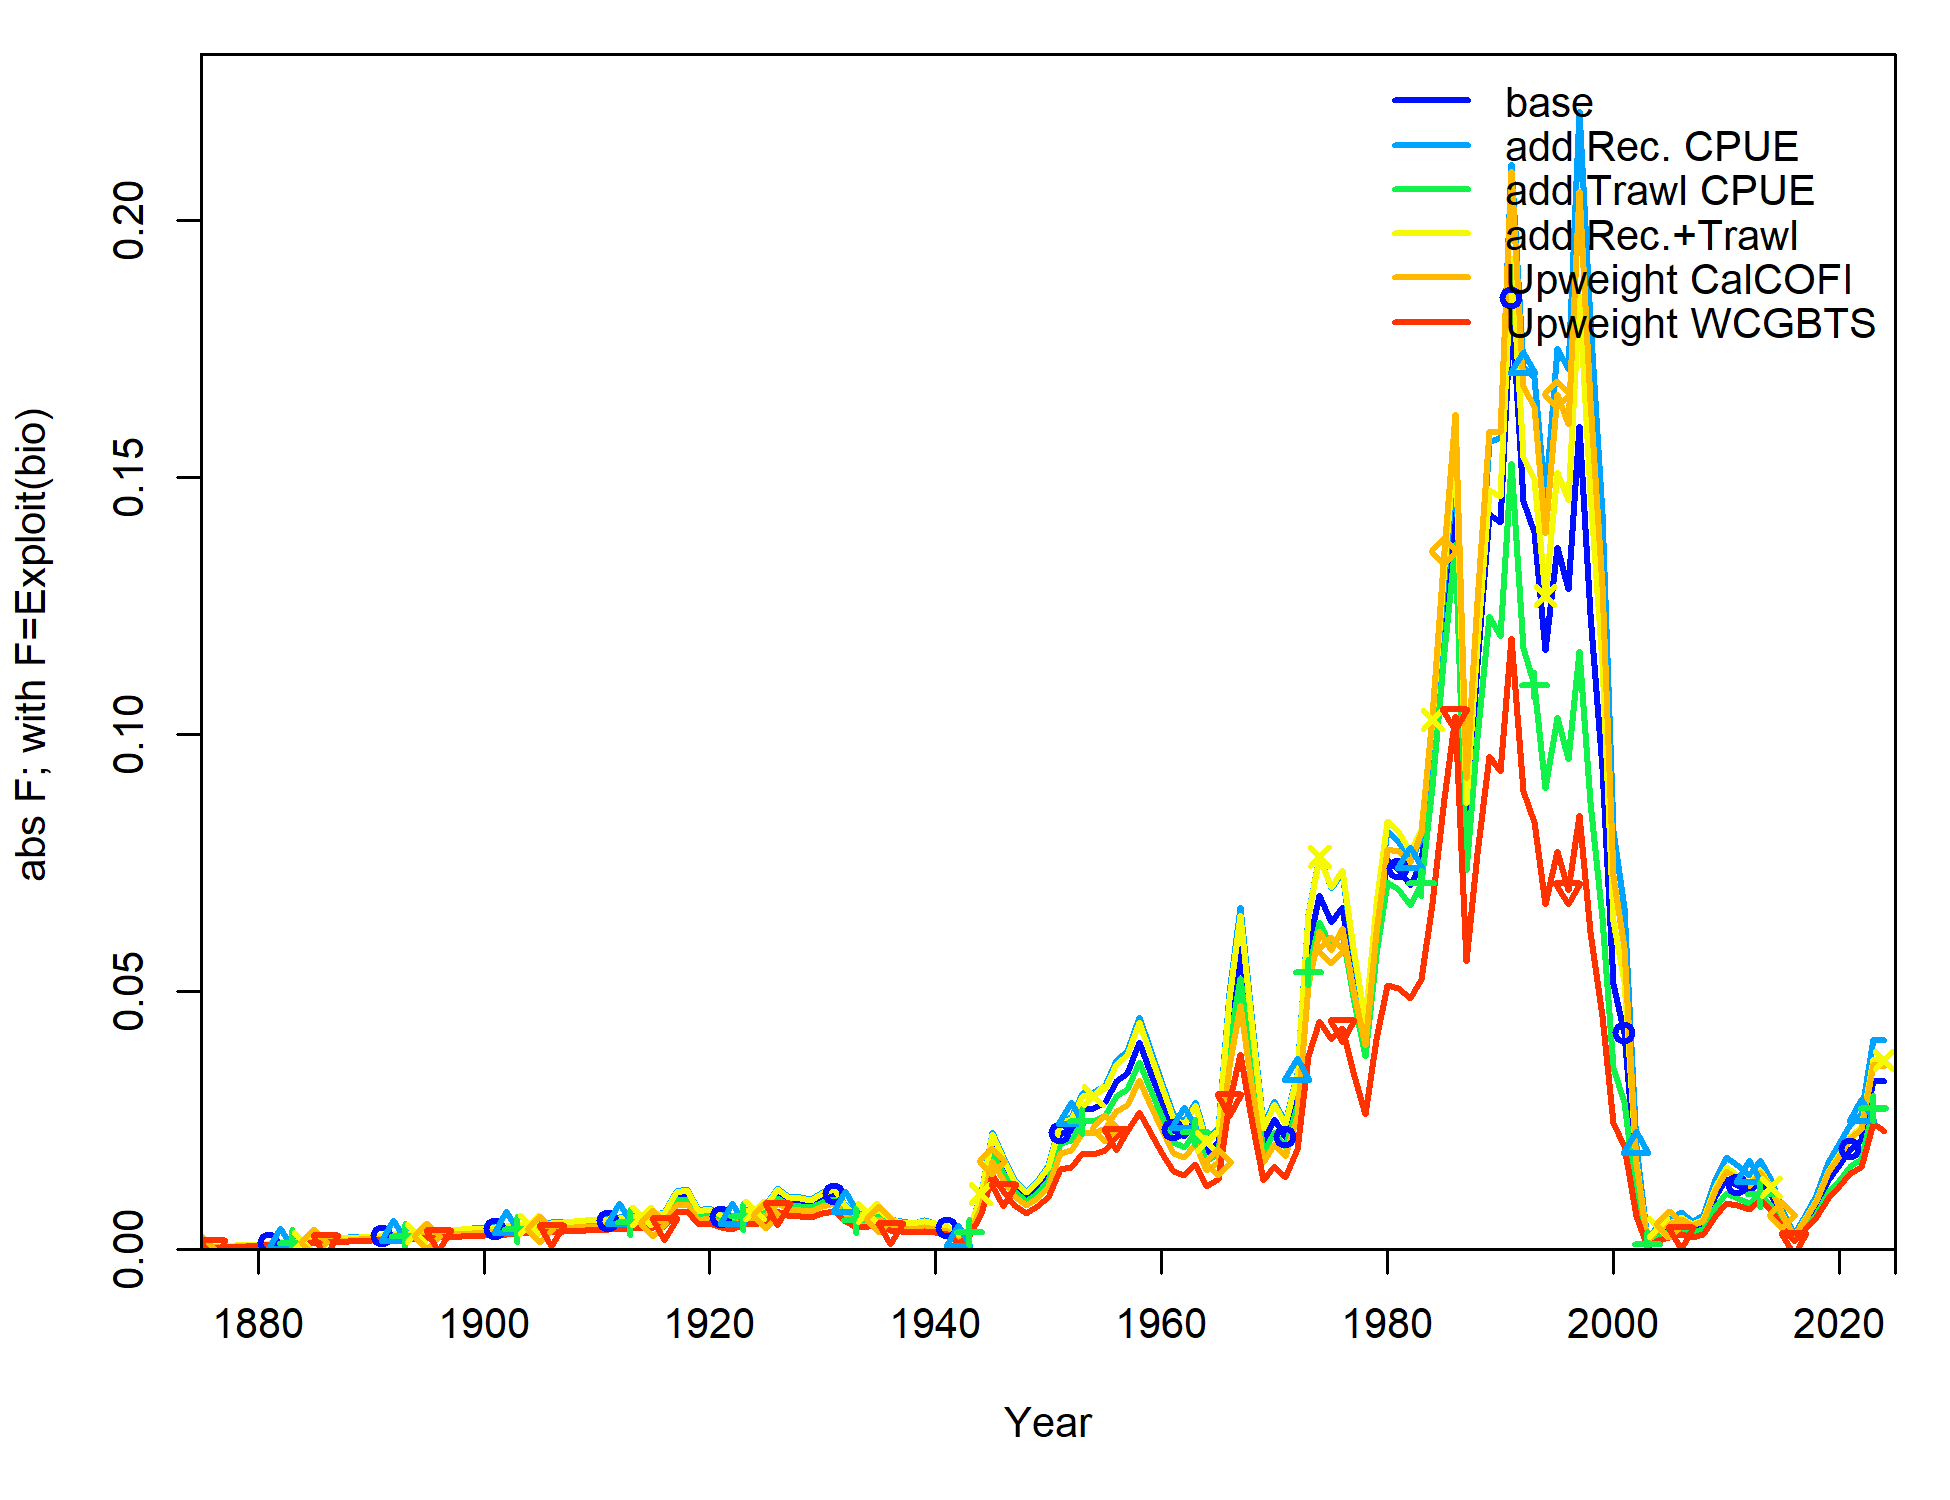 base
add Rec. CPUE
add Trawl CPUE
add Rec.+Trawl
Upweight CalCOFI
Upweight WCGBTS
abs F; with F=Exploit(bio)
0.20
0.15
0.10
0.05
0.00
1880 1900 1920 1940 1960 1980 2000 2020
Year